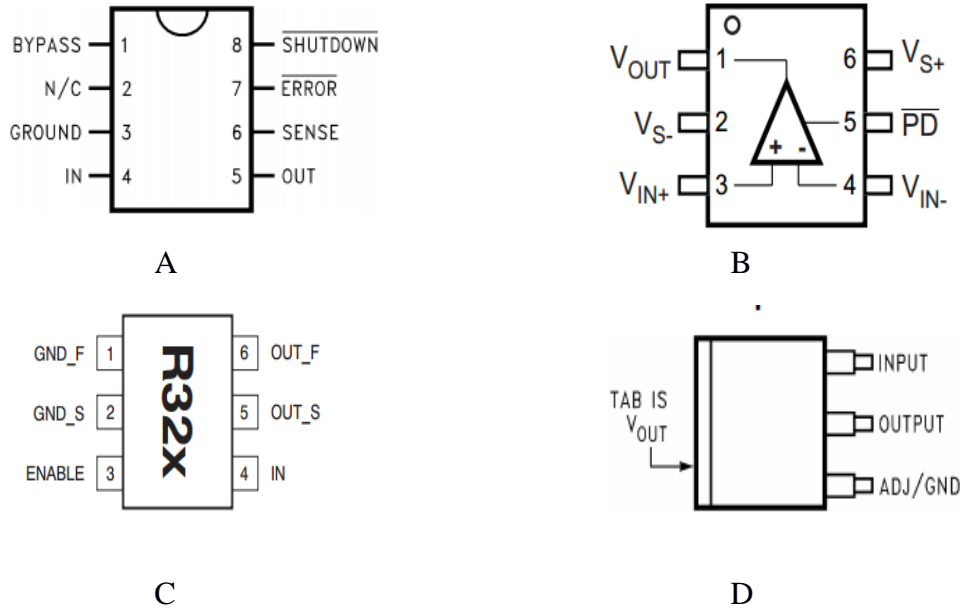 BYPASS 1 8 SHUTDOWN
N/C 2 7 ERROR
GROUND 3 6 SENSE
IN 4 5 OUT
A
VOUT 1 6 VS+
VS- 2 5 PD
+ -
VIN+ 3 4 VIN-
B
GND_F 1 6 OUT_F
GND_S 2 5 OUT_S
ENABLE 3 4 IN
R32x
C
TAB IS
VOUT
INPUT
OUTPUT
ADJ/GND
D